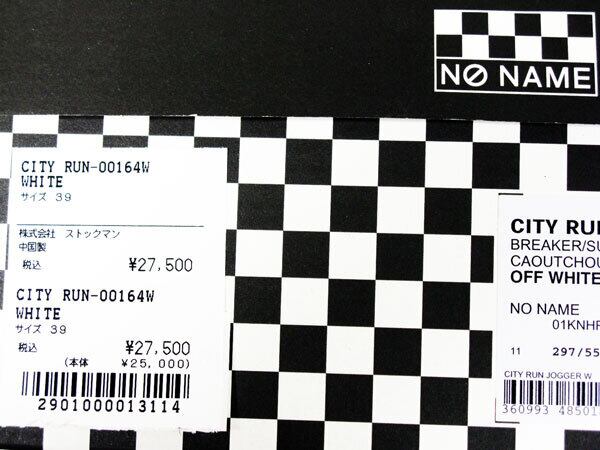 NO NAME
CITY RUN-00164W
WHITE
サイズ 39
株式会社 ストックマン
中国製
税込 ¥27,500
CITY RUN-00164W
WHITE
サイズ 39
税込 ¥27,500
(本体 ¥25,000)
2901000013114
CITY RUN
BREAKER/SU
CAOUTCHOU
OFF WHITE
NO NAME
01KNHF
11 297/55
CITY RUN JOGGER W
360993 48501